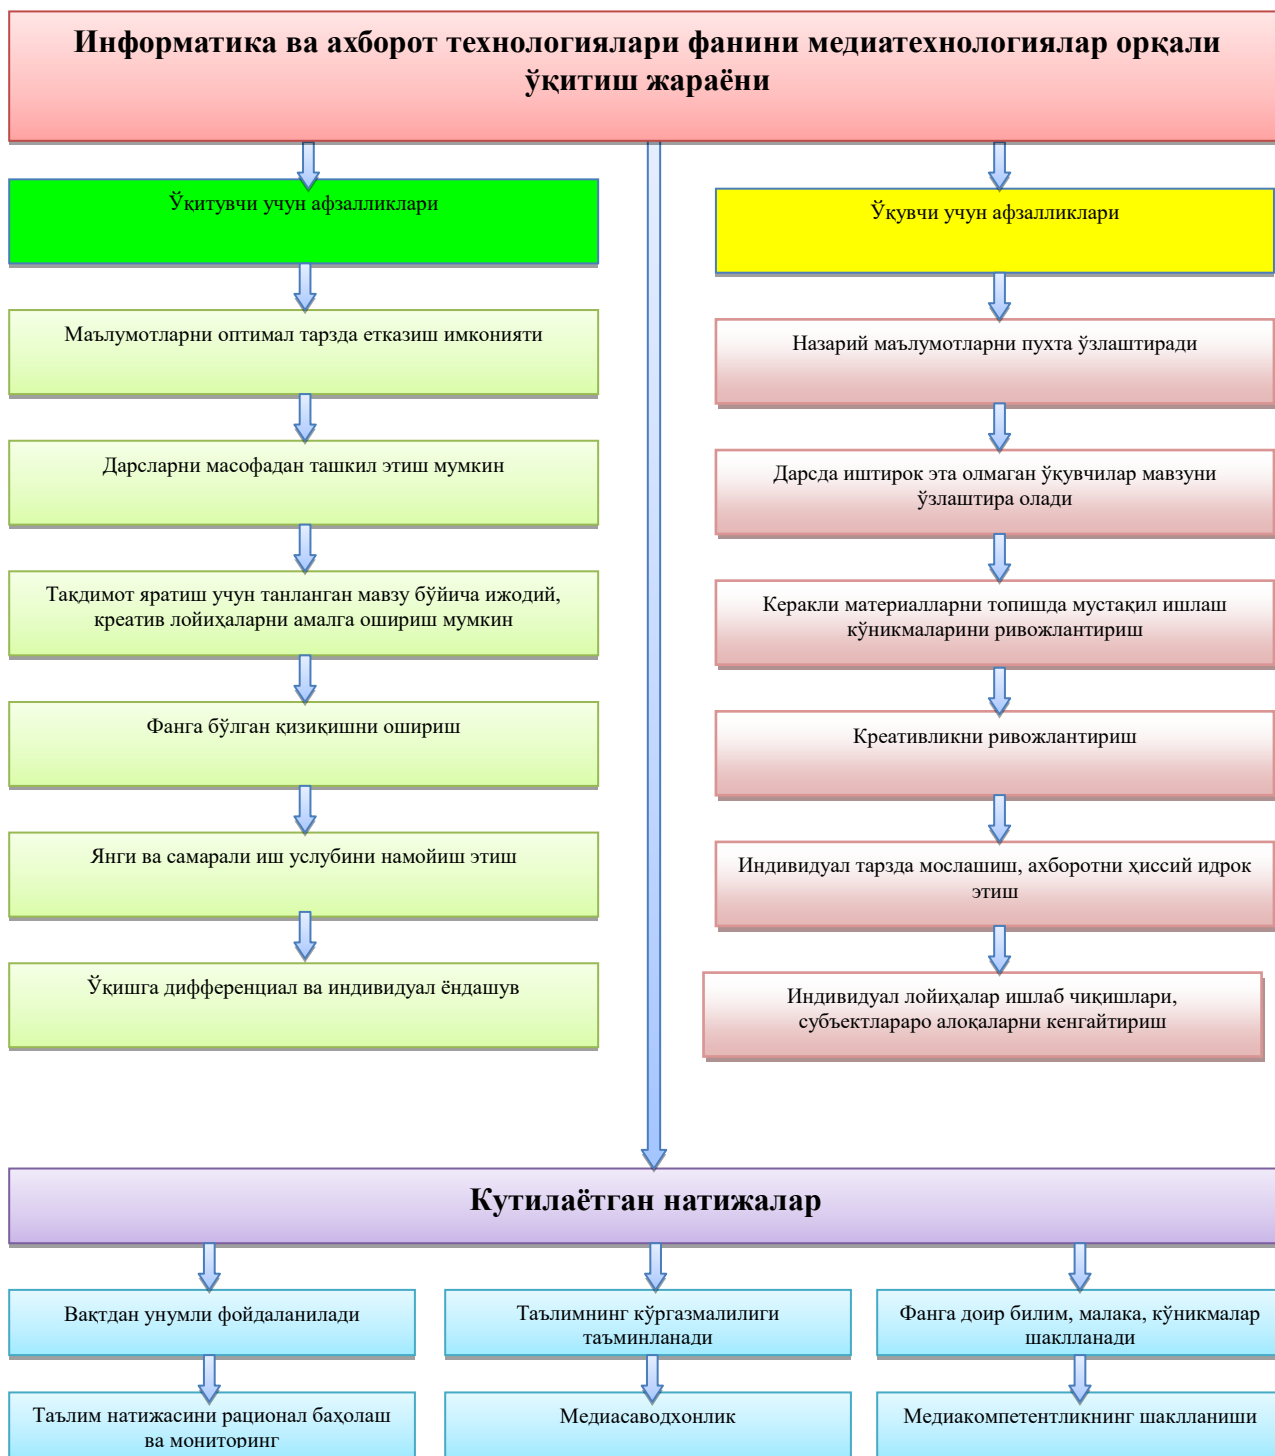 Информатика ва ахборот технологиялари фанини медиатехнологиялар орқали
ўқитиш жараёни
Ўқитувчи учун афзалликлари
Маълумотларни оптимал тарзда етказиш имконияти
Дарсларни масофадан ташкил этиш мумкин
Тақдимот яратиш учун танланган мавзу бўйича ижодий,
креатив лойиҳаларни амалга ошириш мумкин
Фанга бўлган қизиқишни ошириш
Янги ва самарали иш услубини намойиш этиш
Ўқишга дифференциал ва индивидуал ёндашув
Ўқувчи учун афзалликлари
Назарий маълумотларни пухта ўзлаштиради
Дарсда иштирок эта олмаган ўқувчилар мавзуни
ўзлаштира олади
Керакли материалларни топишда мустақил ишлаш
кўникмаларини ривожлантириш
Креативликни ривожлантириш
Индивидуал тарзда мослашиш, ахборотни ҳиссий идрок
этиш
Индивидуал лойиҳалар ишлаб чиқишлари,
субъектлараро алоқаларни кенгайтириш
Кутилаётган натижалар
Вақтдан унумли фойдаланилади
Таълимнинг кўргазмалилиги
таъминланади
Фанга доир билим, малака, кўникмалар
шаклланади
Таълим натижасини рационал баҳолаш
ва мониторинг
Медиасаводхонлик
Медиакомпетентликнинг шаклланиши